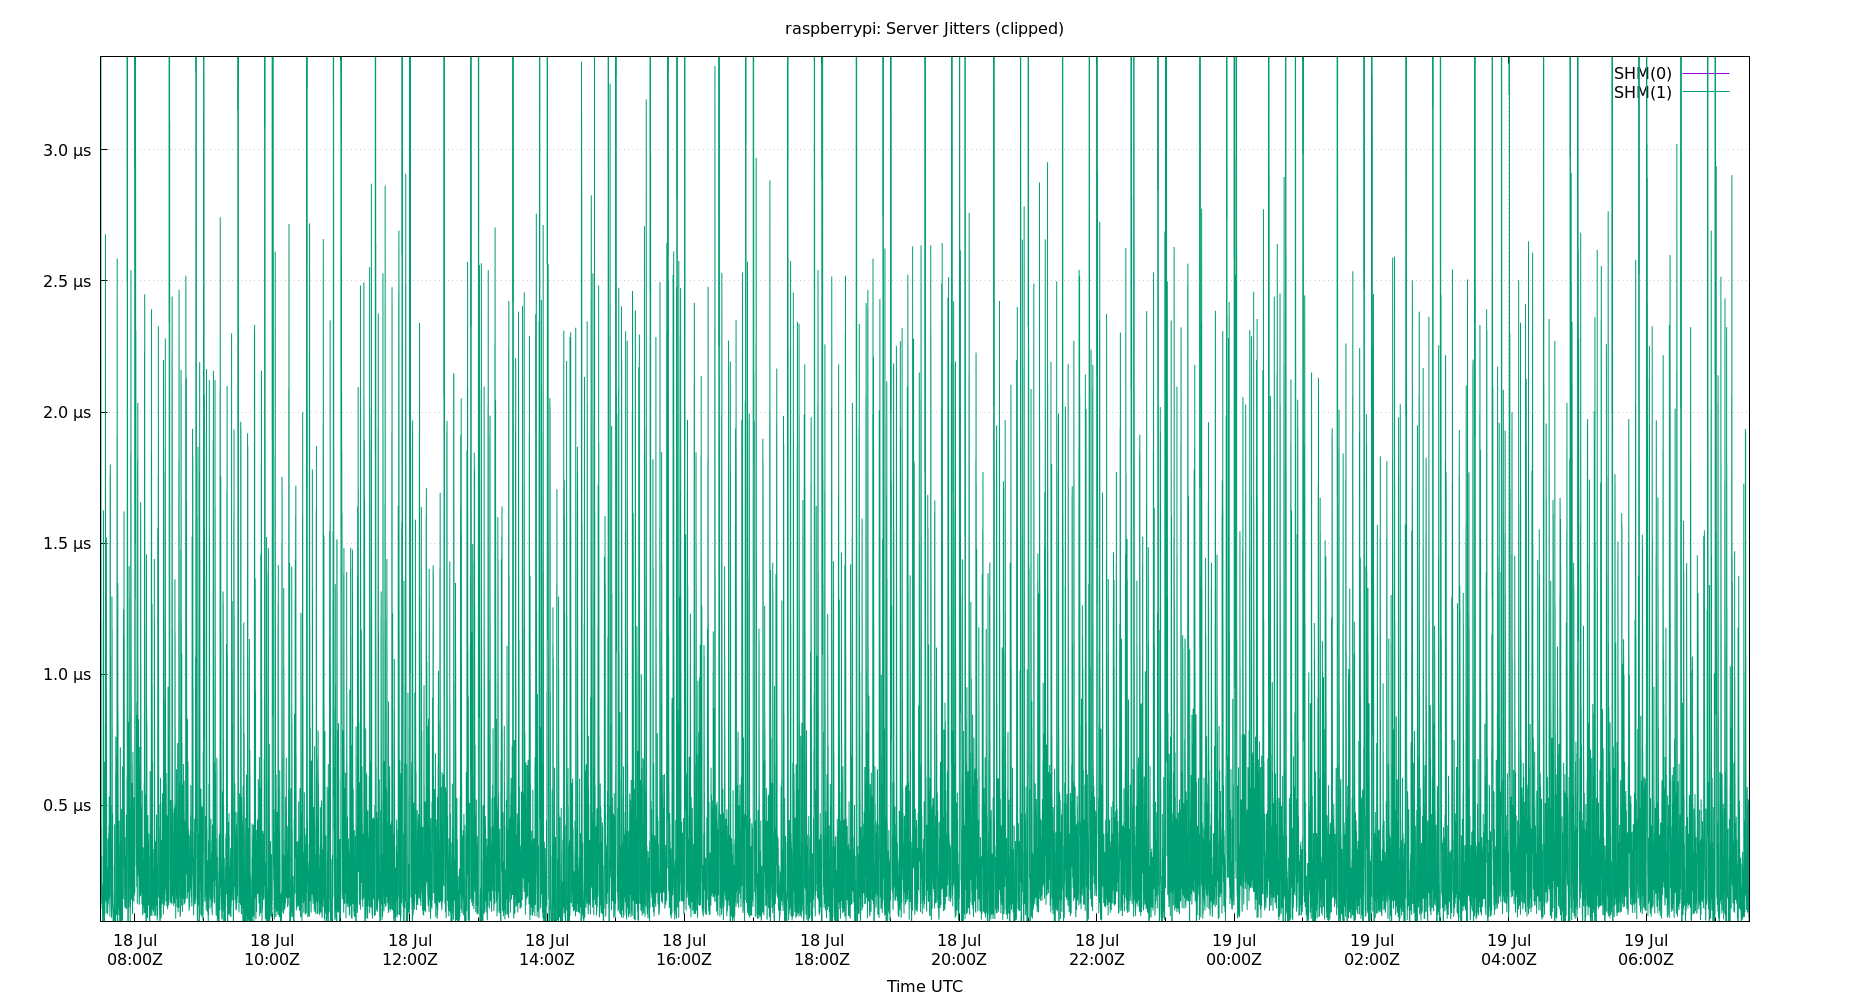 raspberrypi: Server Jitters (clipped)
SHM(0)
SHM(1)
3.0 µs
2.5 µs
2.0 µs
1.5 µs
1.0 µs
0.5 µs
18 Jul 18 Jul 18 Jul 18 Jul 18 Jul 18 Jul 18 Jul 18 Jul 19 Jul 19 Jul 19 Jul 19 Jul
08:00Z 10:00Z 12:00Z 14:00Z 16:00Z 18:00Z 20:00Z 22:00Z 00:00Z 02:00Z 04:00Z 06:00Z
Time UTC